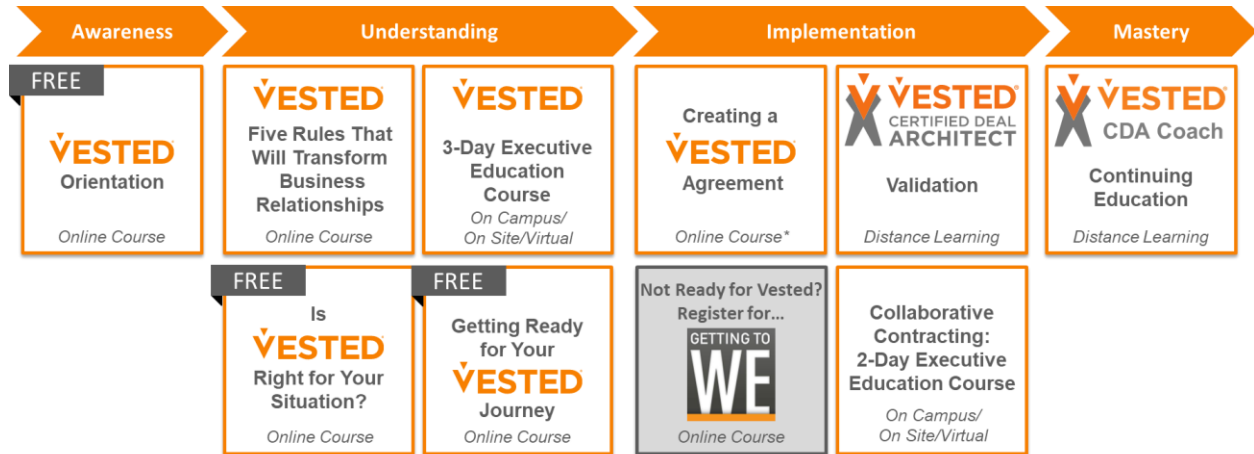 Awareness
Understanding
Implementation
Mastery
FREE
VESTED®
Orientation
Online Course
VESTED®
Five Rules That
Will Transform
Business
Relationships
Online Course
VESTED®
3-Day Executive
Education
Course
On Campus/
On Site/Virtual
Creating a
VESTED®
Agreement
Online Course*
VESTED®
CERTIFIED DEAL
ARCHITECT
Validation
Distance Learning
VESTED®
CDA Coach
Continuing
Education
Distance Learning
FREE
Is
VESTED®
Right for Your
Situation?
Online Course
FREE
Getting Ready
for Your
VESTED®
Journey
Online Course
Not Ready for Vested?
Register for...
GETTING TO
WE
Online Course
Collaborative
Contracting:
2-Day Executive
Education Course
On Campus/
On Site/Virtual